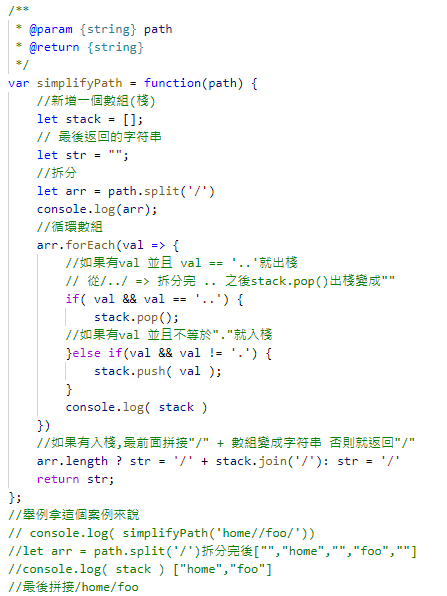 /**
 * @param {string} path
 * @return {string}
 */
var simplifyPath = function(path) {
    //新增一個數組(棧)
    let stack = [];
    // 最後返回的字符串
    let str = "";
    //拆分
    let arr = path.split('/')
    console.log(arr);
    //循環數組
    arr.forEach(val => {
        //如果有val 並且 val == '..'就出棧
        // 從/../ => 拆分完 .. 之後stack.pop()出棧變成""
        if( val && val == '..') {
            stack.pop();
        //如果有val 並且不等於"."就入棧
        }else if(val && val != '.') {
            stack.push( val );
        }
        console.log( stack )
    })
    //如果有入棧,最前面拼接"/" + 數組變成字符串 否則就返回"/"
    arr.length ? str = '/' + stack.join('/'): str = '/'
    return str;
};
//舉例拿這個案例來說
// console.log( simplifyPath('home//foo/'))
//let arr = path.split('/')拆分完後["","home","","foo",""]
//console.log( stack ) ["home","foo"]
//最後拼接/home/foo